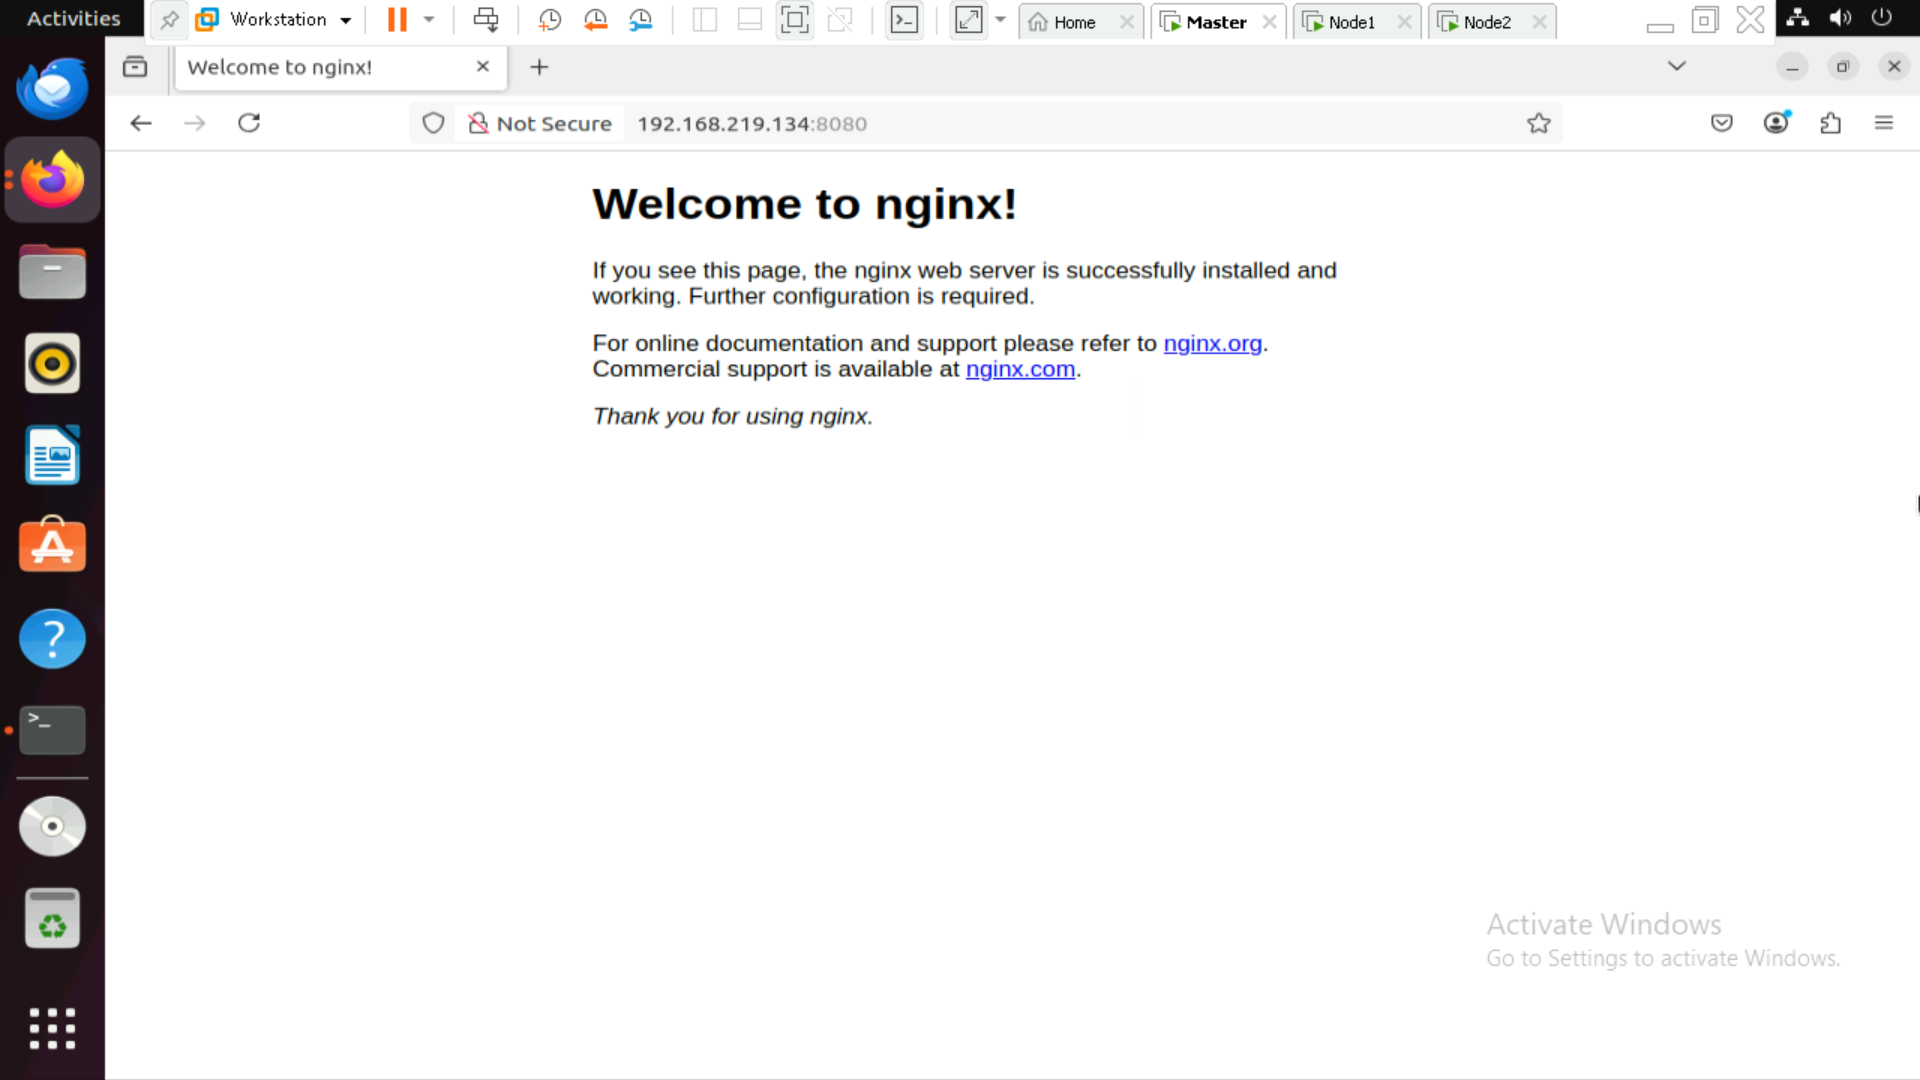 Activities
Workstation
Home
Master
Node1
Node2
Welcome to nginx!
Not Secure
192.168.219.134:8080
Welcome to nginx!
If you see this page, the nginx web server is successfully installed and
working. Further configuration is required.
For online documentation and support please refer to nginx.org.
Commercial support is available at nginx.com.
Thank you for using nginx.
Activate Windows
Go to Settings to activate Windows.